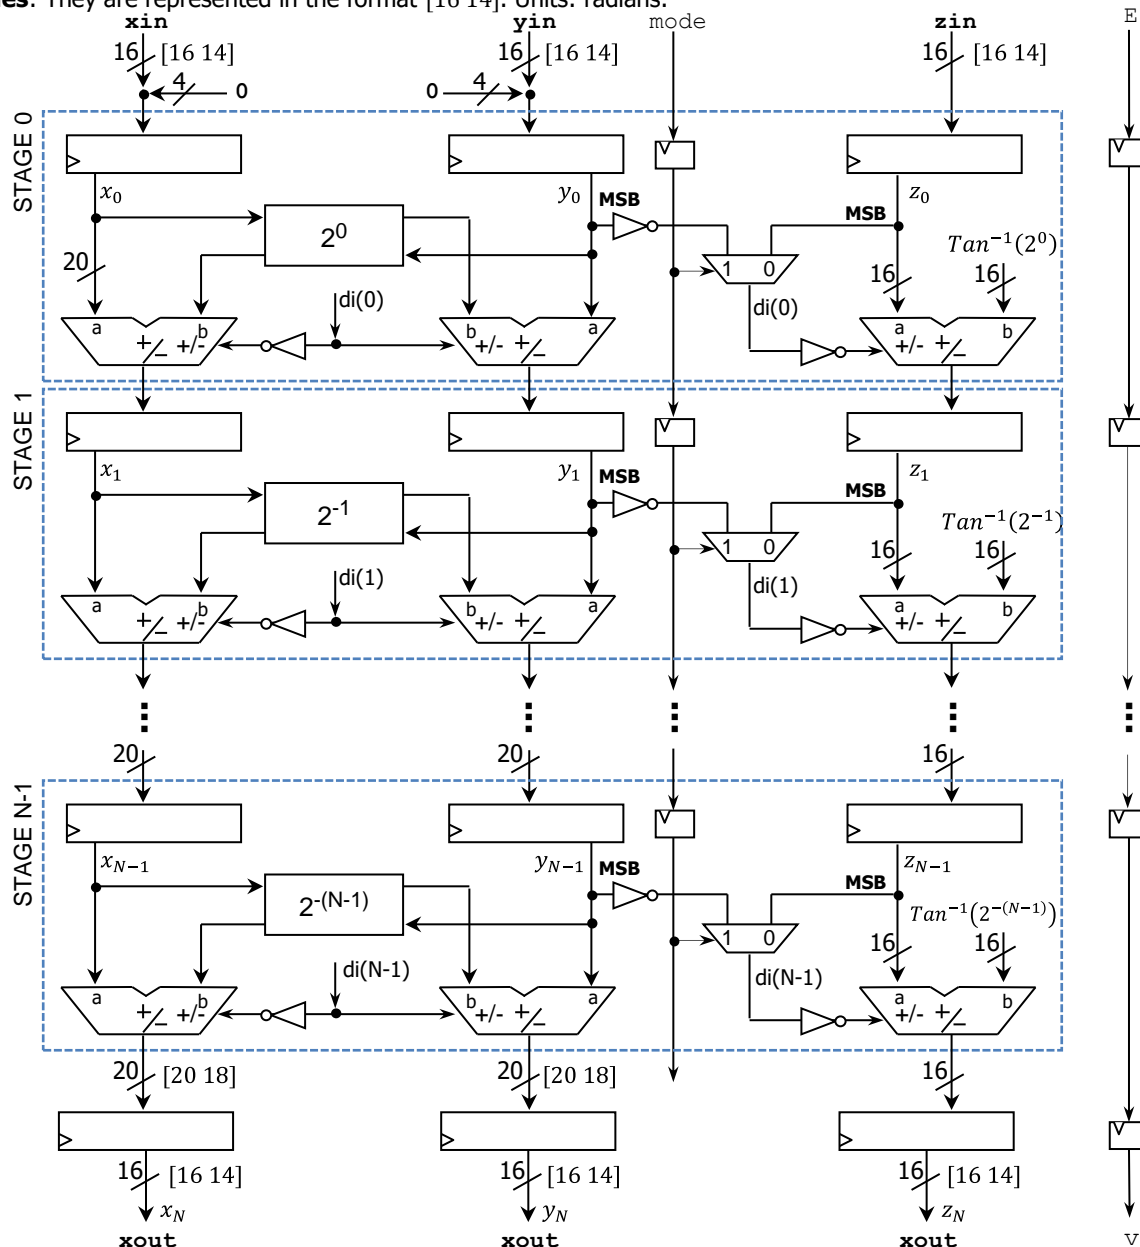 es: They are represented in the format [16 14]. Units: radians.
xin yin mode zin E
16 [16 14] 16 [16 14] 16 [16 14]
4 0 0 4
STAGE 0
x0 y0 MSB MSB z0
2^0
Tan−1(2^0)
20 1 0 16 16
di(0) di(0)
a b b a a b
+/− +/- +/- +/− +/- +/−
STAGE 1
x1 y1 MSB MSB z1
2^-1
Tan−1(2^−1)
1 0 16 16
di(1) di(1)
a b b a a b
+/− +/- +/- +/− +/- +/−
20 20 16
STAGE N-1
xN−1 yN−1 MSB MSB zN−1
2^-(N-1)
Tan−1(2^−(N−1))
1 0 16 16
di(N-1) di(N-1)
a b b a a b
+/− +/- +/- +/− +/- +/−
20 [20 18] 20 [20 18] 16
16 [16 14] 16 [16 14] 16 [16 14]
xN yN zN
xout xout xout